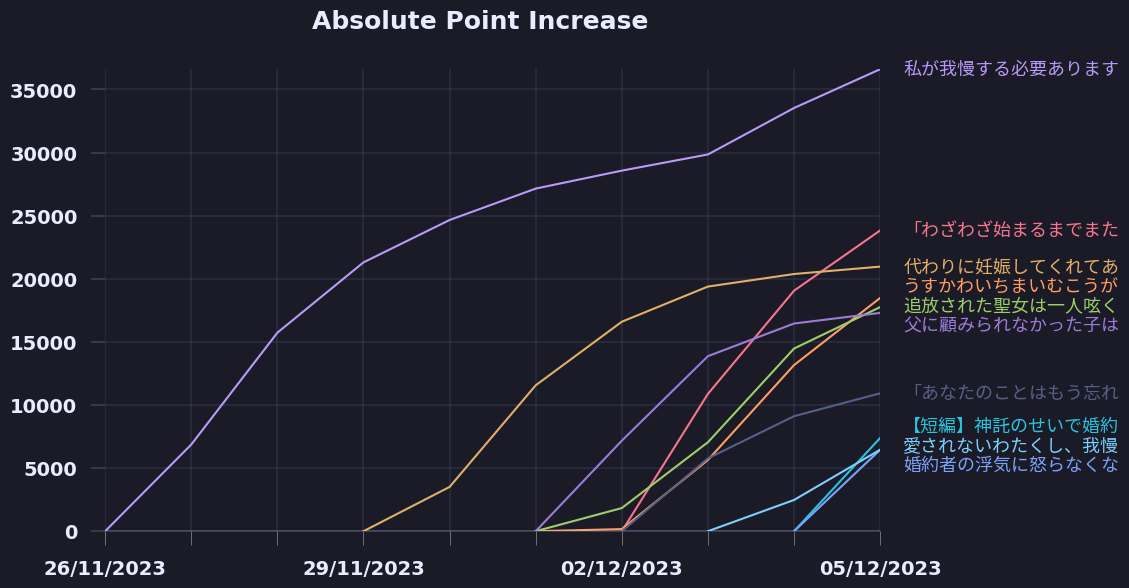 Absolute Point Increase
35000
30000
25000
20000
15000
10000
5000
0
26/11/2023
29/11/2023
02/12/2023
05/12/2023
私が我慢する必要あります
「わざわざ始まるまでまた
代わりに妊娠してくれてあ
うすかわいちまいむこうが
追放された聖女は一人呟く
父に顧みられなかった子は
「あなたのことはもう忘れ
【短編】神託のせいで婚約
愛されないわたくし、我慢
婚約者の浮気に怒らなくな